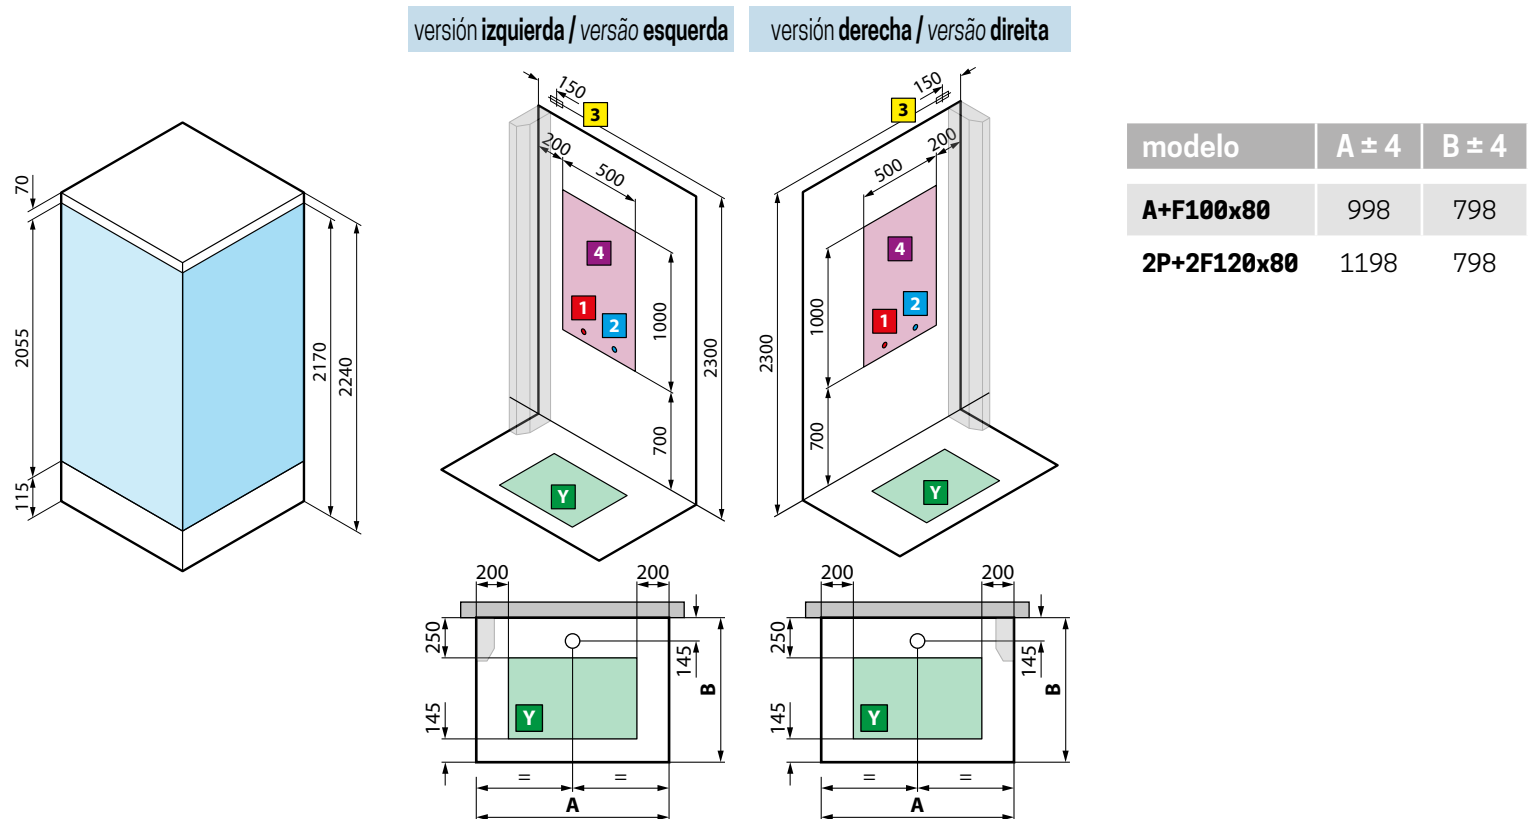 versión izquierda / versão esquerda
versión derecha / versão direita
70
2055
115
2170
2240
150
3
200
500
4
1
2
1000
2300
700
Y
150
3
200
500
4
2
1
1000
2300
700
Y
200 200
250
145
145
B
Y
= =
A
200 200
250
145
145
B
Y
= =
A
modelo A ± 4 B ± 4
A+F100x80 998 798
2P+2F120x80 1198 798